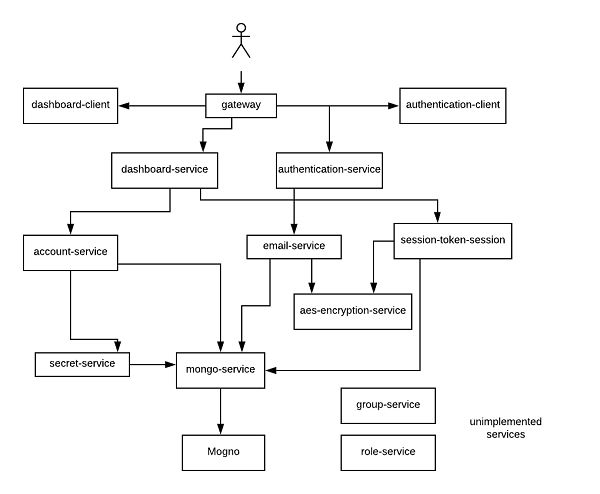 dashboard-client
gateway
authentication-client
dashboard-service
authentication-service
account-service
email-service
session-token-session
aes-encryption-service
secret-service
mongo-service
group-service
unimplemented
services
Mogno
role-service